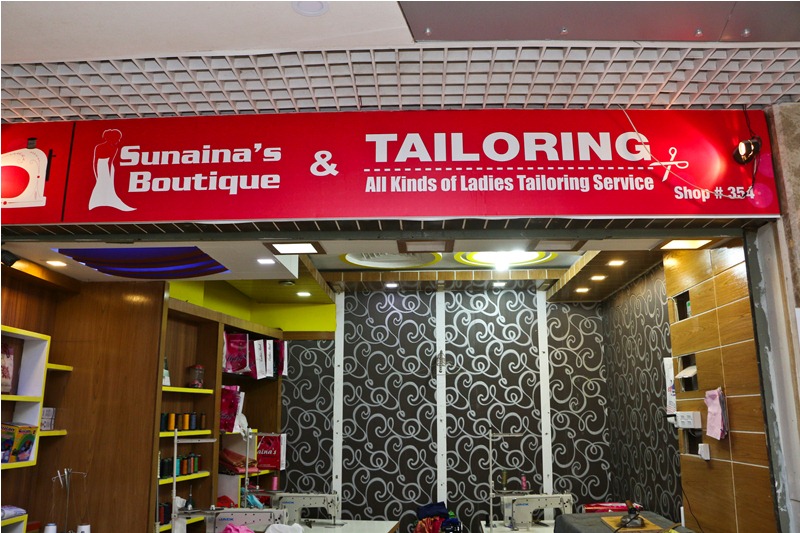 Sunaina's
Boutique
&
TAILORING
All Kinds of Ladies Tailoring Service
Shop # 354